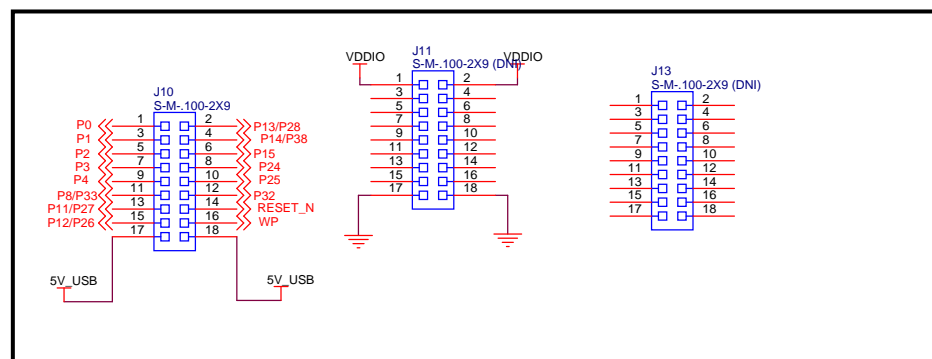 J10
S-M-.100-2X9
P0 1 2 P13/P28
P1 3 4 P14/P38
P2 5 6 P15
P3 7 8 P24
P4 9 10 P25
P8/P33 11 12 P32
P11/P27 13 14 RESET_N
P12/P26 15 16 WP
17 18
5V_USB 5V_USB
J11
S-M-.100-2X9 (DNI)
VDDIO VDDIO
1 2
3 4
5 6
7 8
9 10
11 12
13 14
15 16
17 18
J13
S-M-.100-2X9 (DNI)
1 2
3 4
5 6
7 8
9 10
11 12
13 14
15 16
17 18